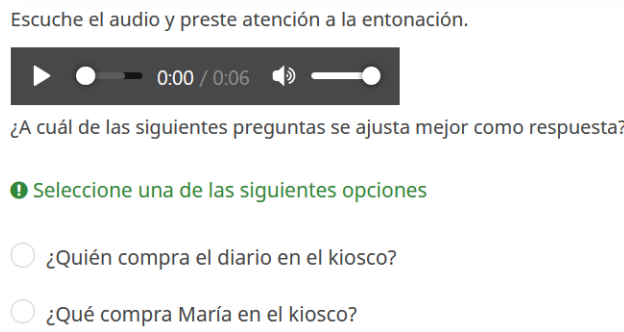 Escuche el audio y preste atención a la entonación.
0:00 / 0:06
¿A cuál de las siguientes preguntas se ajusta mejor como respuesta?
Seleccione una de las siguientes opciones
¿Quién compra el diario en el kiosco?
¿Qué compra María en el kiosco?